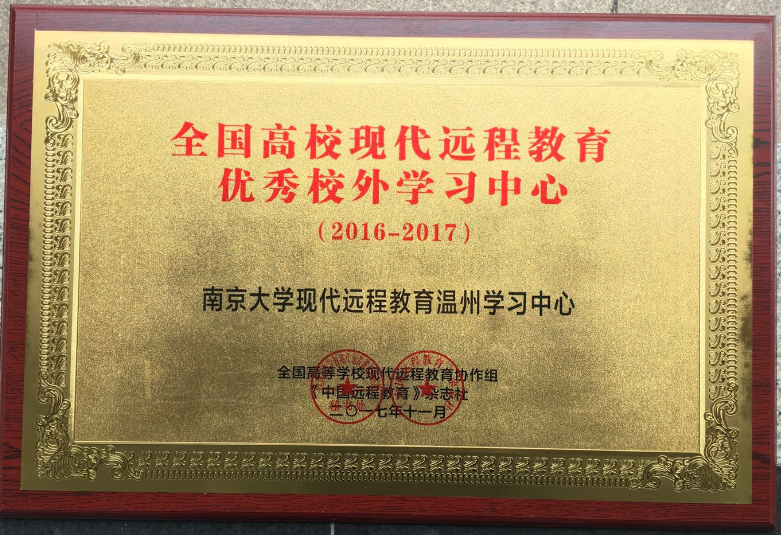 全国高校现代远程教育
优秀校外学习中心
（2016-2017）
南京大学现代远程教育温州学习中心
全国高等学校现代远程教育协作组
《中国远程教育》杂志社
二〇一七年十一月